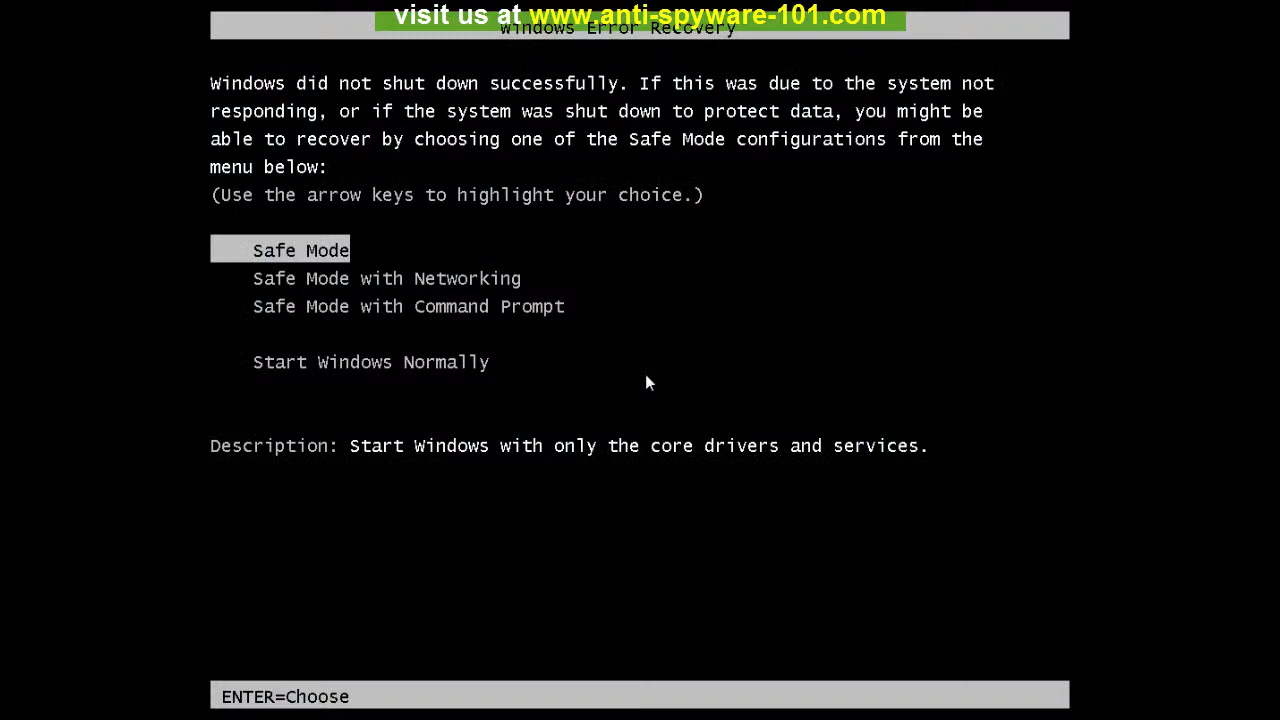 visit us at www.anti-spyware-101.com
Windows Error Recovery
Windows did not shut down successfully. If this was due to the system not
responding, or if the system was shut down to protect data, you might be
able to recover by choosing one of the Safe Mode configurations from the
menu below:
(Use the arrow keys to highlight your choice.)
Safe Mode
Safe Mode with Networking
Safe Mode with Command Prompt
Start Windows Normally
Description: Start Windows with only the core drivers and services.
ENTER=Choose